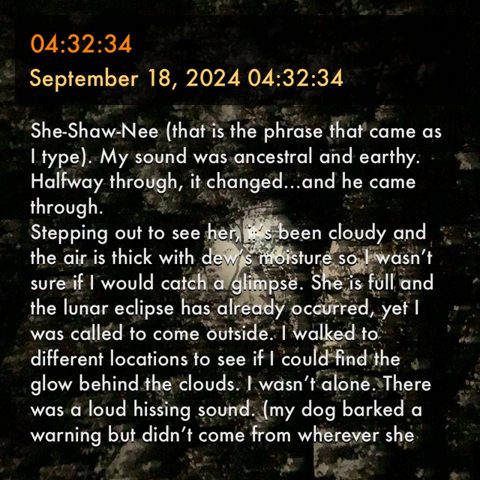 04:32:34
September 18, 2024 04:32:34
She-Shaw-Nee (that is the phrase that came as
I type). My sound was ancestral and earthy.
Halfway through, it changed...and he came
through.
Stepping out to see her, it's been cloudy and
the air is thick with dew's moisture so I wasn't
sure if I would catch a glimpse. She is full and
the lunar eclipse has already occurred, yet I
was called to come outside. I walked to
different locations to see if I could find the
glow behind the clouds. I wasn't alone. There
was a loud hissing sound. (my dog barked a
warning but didn't come from wherever she